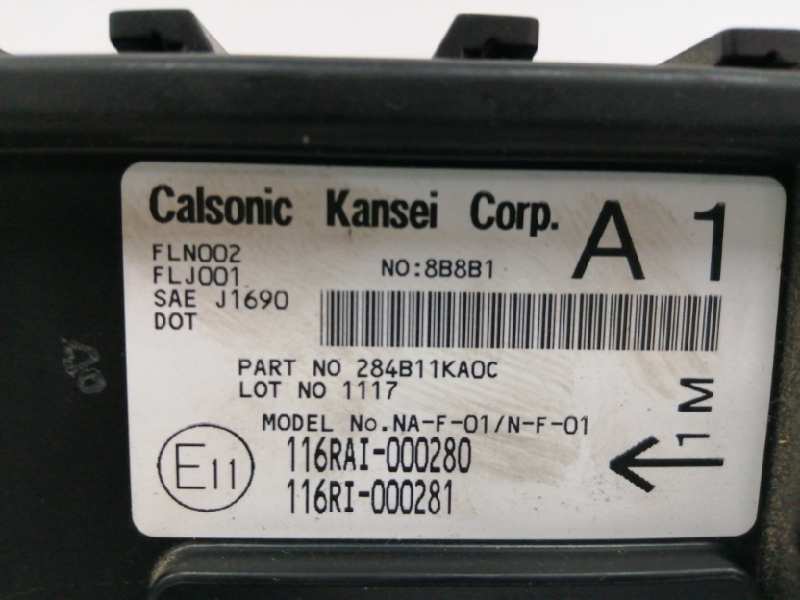 Calsonic Kansei Corp.
A 1
FLN002
FLJ001
NO:8B8B1
SAE J1690
DOT
PART NO 284B11KA0C
LOT NO 1117
MODEL No.NA-F-01/N-F-01
1 M
E11
116RAI-000280
116RI-000281